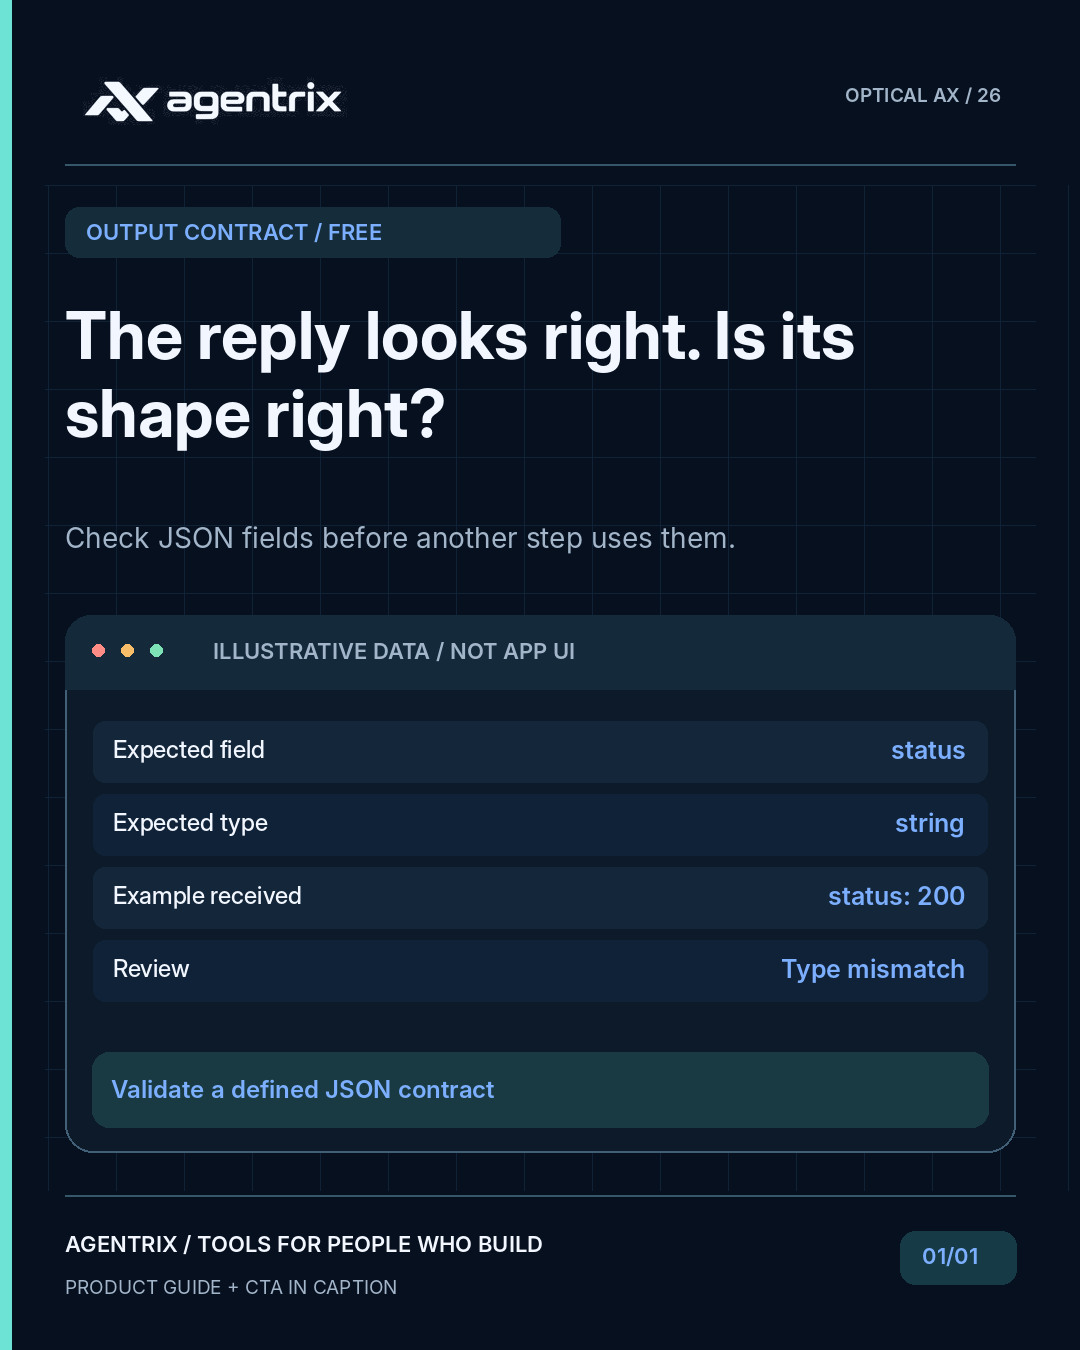 agentrix
OPTICAL AX / 26
OUTPUT CONTRACT / FREE
The reply looks right. Is its
shape right?
Check JSON fields before another step uses them.
ILLUSTRATIVE DATA / NOT APP UI
Expected field status
Expected type string
Example received status: 200
Review Type mismatch
Validate a defined JSON contract
AGENTRIX / TOOLS FOR PEOPLE WHO BUILD
01/01
PRODUCT GUIDE + CTA IN CAPTION